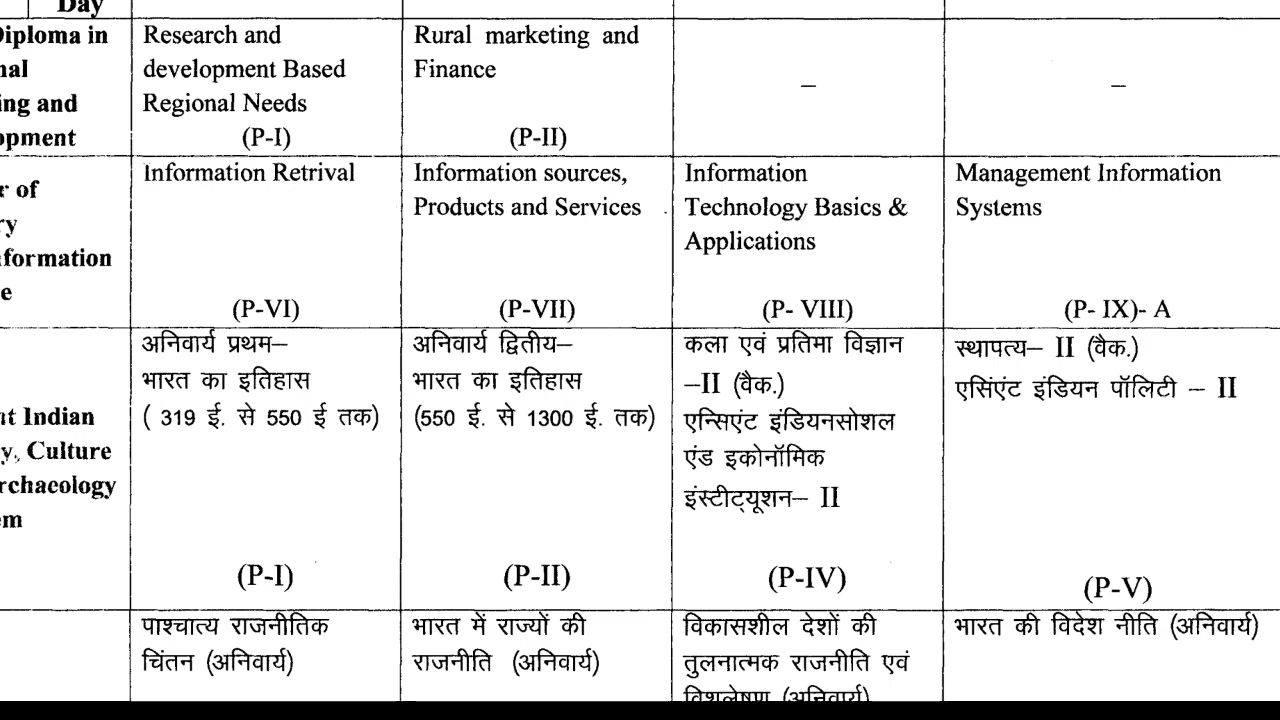 Day
Diploma in
nal
ing and
opment
Research and
development Based
Regional Needs
(P-I)
Rural marketing and
Finance
(P-II)
–
–
r of
ry
nformation
e
Information Retrival
(P-VI)
Information sources,
Products and Services
(P-VII)
Information
Technology Basics &
Applications
(P- VIII)
Management Information
Systems
(P- IX)- A
nt Indian
y, Culture
rchaeology
em
अनिवार्य प्रथम–
भारत का इतिहास
( 319 ई. से 550 ई तक)
(P-I)
अनिवार्य द्वितीय–
भारत का इतिहास
(550 ई. से 1300 ई. तक)
(P-II)
कला एवं प्रतिमा विज्ञान
–II (वैक.)
एन्सिएंट इंडियनसोशल
एंड इकोनॉमिक
इंस्टीट्यूशन– II
(P-IV)
स्थापत्य– II (वैक.)
एसिंएंट इंडियन पॉलिटी – II
(P-V)
पाश्चात्य राजनीतिक
चिंतन (अनिवार्य)
भारत में राज्यों की
राजनीति (अनिवार्य)
विकासशील देशों की
तुलनात्मक राजनीति एवं
विश्लेषण (अनिवार्य)
भारत की विदेश नीति (अनिवार्य)